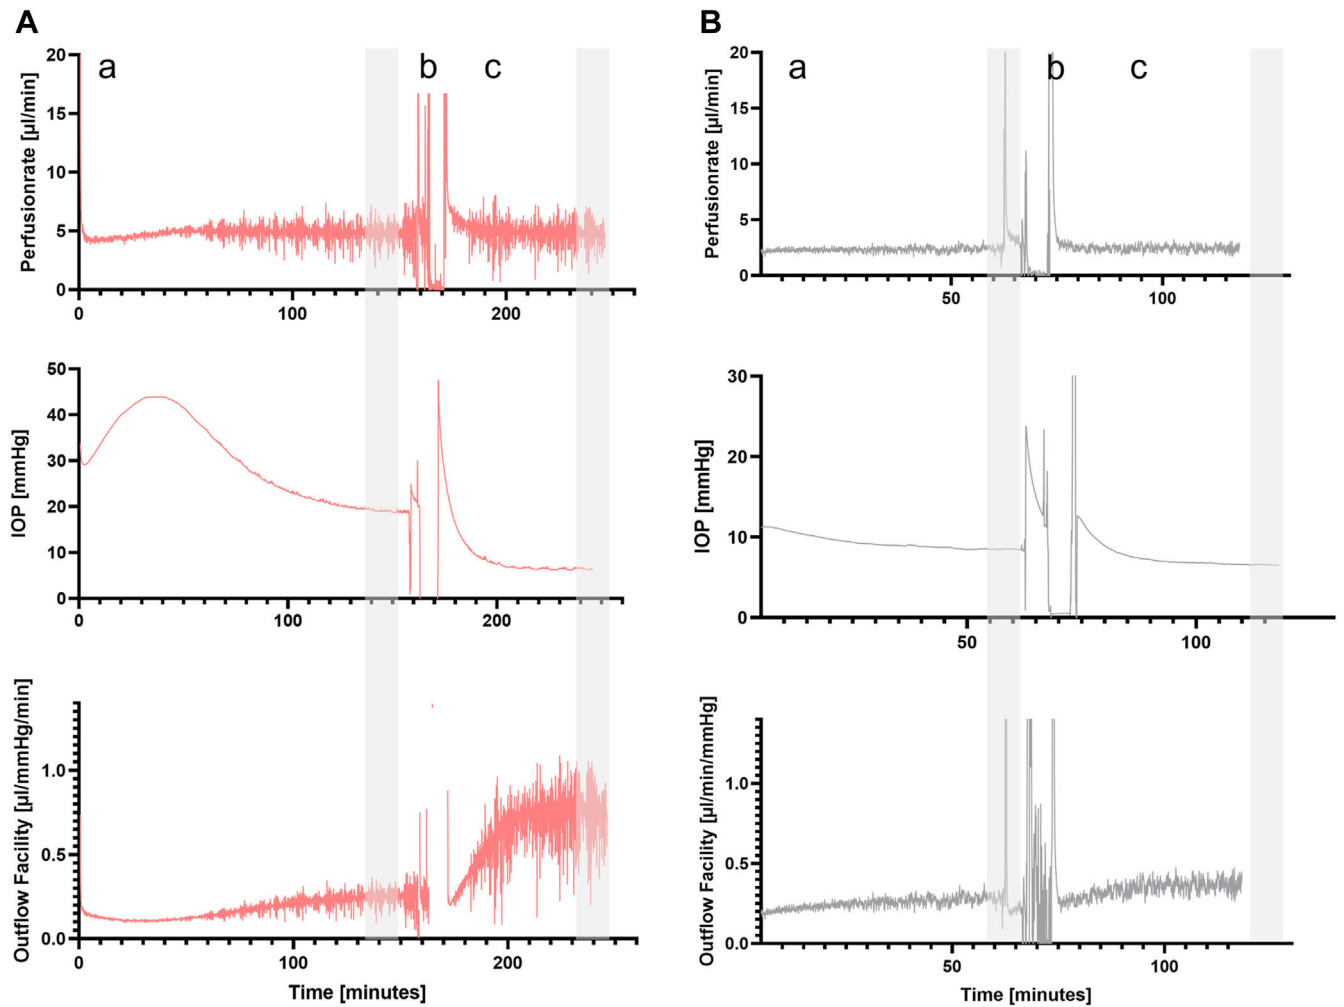 A
B
a
b
c
Perfusionrate [µl/min]
20
15
10
5
0
0
100
200
a
b
c
Perfusionrate [µl/min]
20
15
10
5
0
50
100
IOP [mmHg]
50
40
30
20
10
0
0
100
200
IOP [mmHg]
30
20
10
0
50
100
Outflow Facility [µl/mmHg/min]
1.0
0.5
0.0
0
100
200
Time [minutes]
Outflow Facility [µl/min/mmHg]
1.0
0.5
0.0
50
100
Time [minutes]